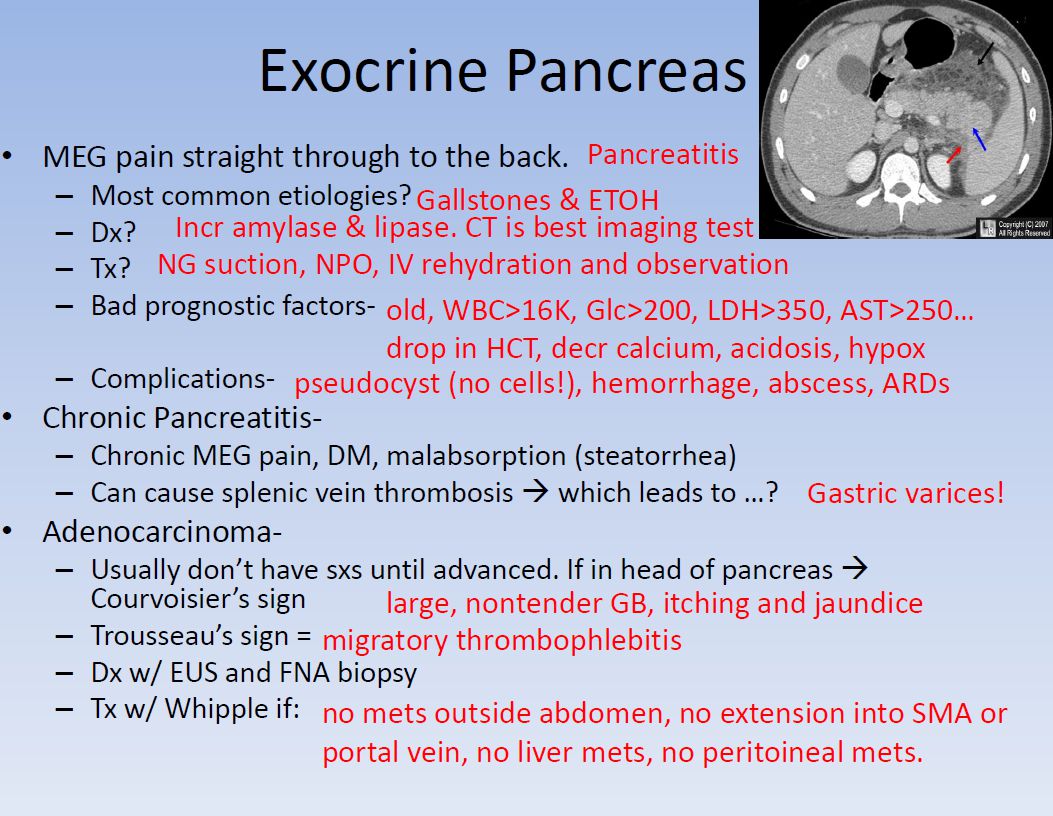 Exocrine Pancreas
• MEG pain straight through to the back. Pancreatitis
– Most common etiologies? Gallstones & ETOH
– Dx? Incr amylase & lipase. CT is best imaging test
– Tx? NG suction, NPO, IV rehydration and observation
– Bad prognostic factors- old, WBC>16K, Glc>200, LDH>350, AST>250…
drop in HCT, decr calcium, acidosis, hypox
– Complications- pseudocyst (no cells!), hemorrhage, abscess, ARDs
• Chronic Pancreatitis-
– Chronic MEG pain, DM, malabsorption (steatorrhea)
– Can cause splenic vein thrombosis → which leads to …? Gastric varices!
• Adenocarcinoma-
– Usually don’t have sxs until advanced. If in head of pancreas →
Courvoisier’s sign large, nontender GB, itching and jaundice
– Trousseau’s sign = migratory thrombophlebitis
– Dx w/ EUS and FNA biopsy
– Tx w/ Whipple if: no mets outside abdomen, no extension into SMA or
portal vein, no liver mets, no peritoineal mets.
Copyright (C) 2007
All Rights Reserved